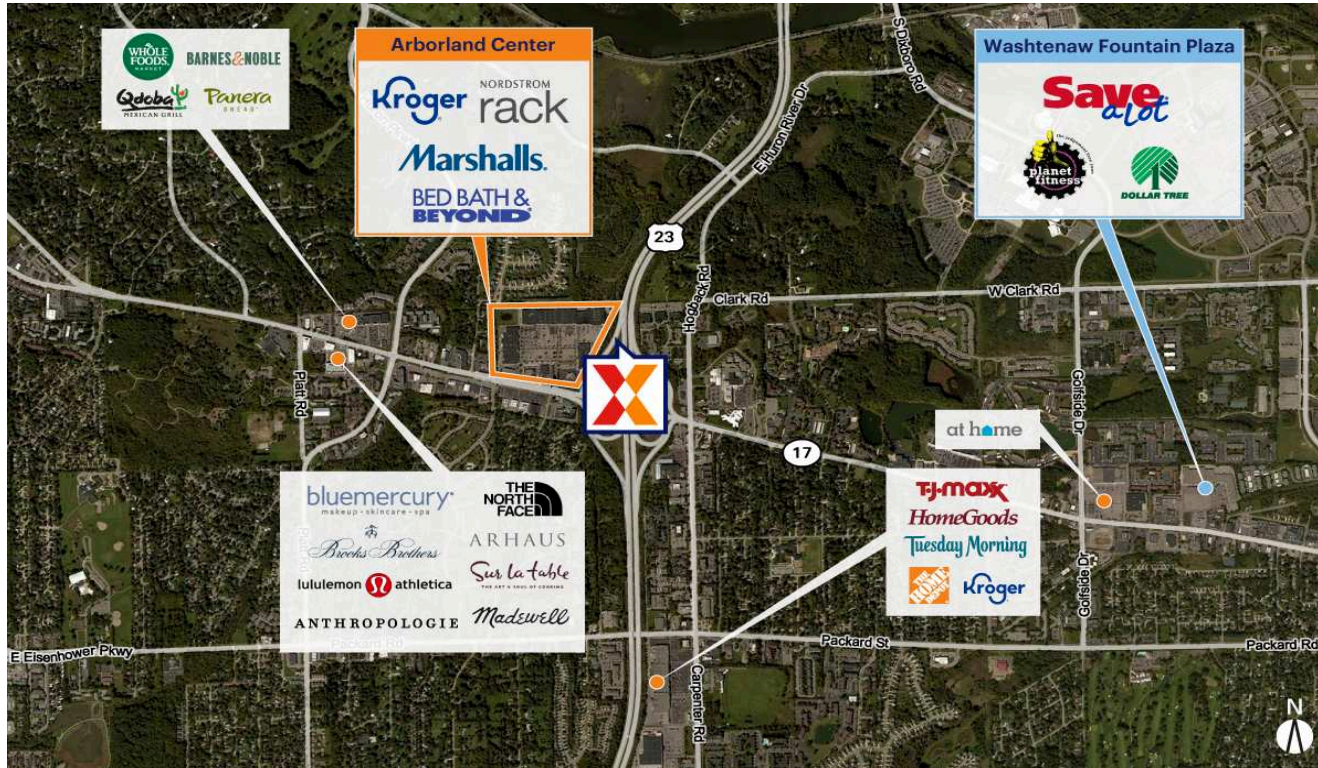 WHOLE
FOODS
MARKET
BARNES&NOBLE
Qdoba
MEXICAN GRILL
Panera
BREAD
Arborland Center
Kroger
NORDSTROM
rack
Marshalls.
BED BATH &
BEYOND
Washtenaw Fountain Plaza
Save
a lot
planet
fitness
DOLLAR TREE
S Dixboro Rd
E Huron River Dr
23
Hogback Rd
Clark Rd
W Clark Rd
Platt Rd
Golfside Dr
at home
17
bluemercury
makeup·skincare·spa
THE
NORTH
FACE
Brooks Brothers
ARHAUS
lululemon athletica
Sur la table
THE ART & SOUL OF COOKING
ANTHROPOLOGIE
Madewell
T·J·maxx
HomeGoods
Tuesday Morning
THE
HOME
DEPOT
Kroger
Golfside Dr
E Eisenhower Pkwy
Packard Rd
Packard St
Packard Rd
Carpenter Rd
N